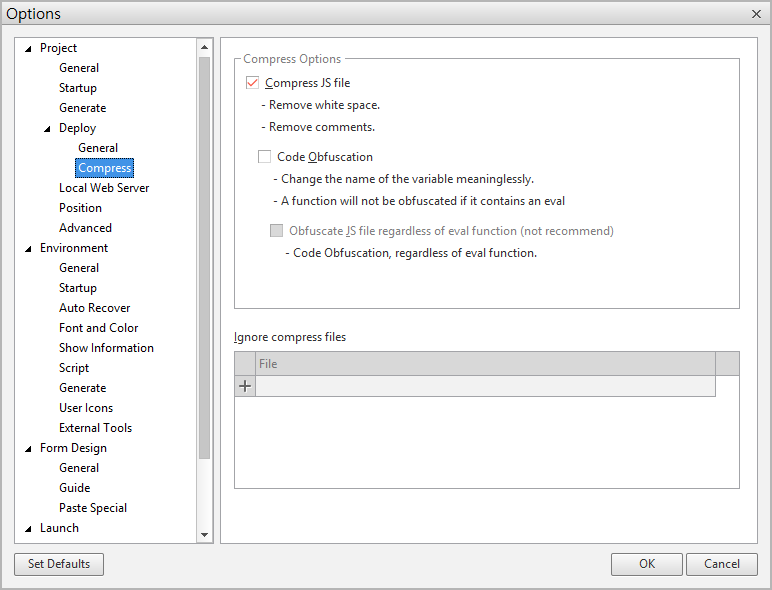 Options
Project
General
Startup
Generate
Deploy
General
Compress
Local Web Server
Position
Advanced
Environment
General
Startup
Auto Recover
Font and Color
Show Information
Script
Generate
User Icons
External Tools
Form Design
General
Guide
Paste Special
Launch
Compress Options
Compress JS file
- Remove white space.
- Remove comments.
Code Obfuscation
- Change the name of the variable meaninglessly.
- A function will not be obfuscated if it contains an eval
Obfuscate JS file regardless of eval function (not recommend)
- Code Obfuscation, regardless of eval function.
Ignore compress files
File
Set Defaults
OK
Cancel